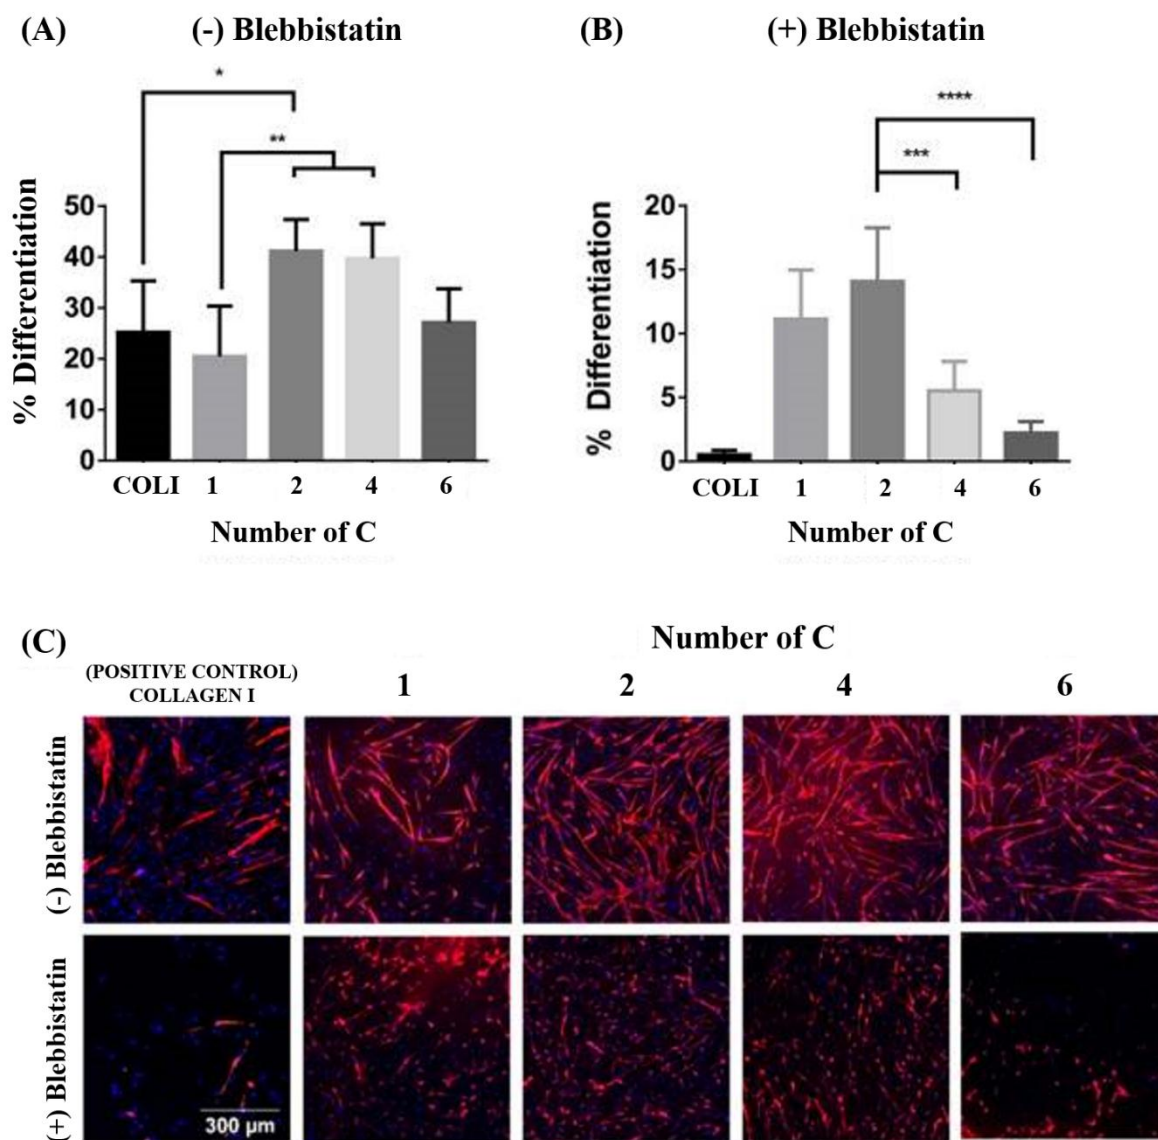 (A) (-) Blebbistatin
*
**
% Differentiation
50
40
30
20
10
0
COLI 1 2 4 6
Number of C
(B) (+) Blebbistatin
****
***
% Differentiation
20
15
10
5
0
COLI 1 2 4 6
Number of C
(C) Number of C
(POSITIVE CONTROL)
COLLAGEN I
1 2 4 6
(-) Blebbistatin
(+) Blebbistatin
300 µm